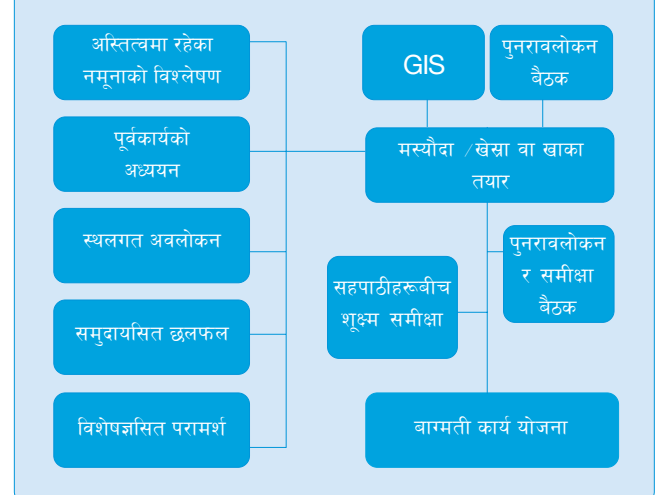 अस्तित्वमा रहेका
नमूनाको विश्लेषण
पूर्वकार्यको
अध्ययन
स्थलगत अवलोकन
समुदायसित छलफल
विशेषज्ञसित परामर्श
GIS
पुनरावलोकन
बैठक
मस्यौदा /खेस्रा वा खाका
तयार
पुनरावलोकन
र समीक्षा
बैठक
सहपाठीहरूबीच
शूक्ष्म समीक्षा
बाग्मती कार्य योजना